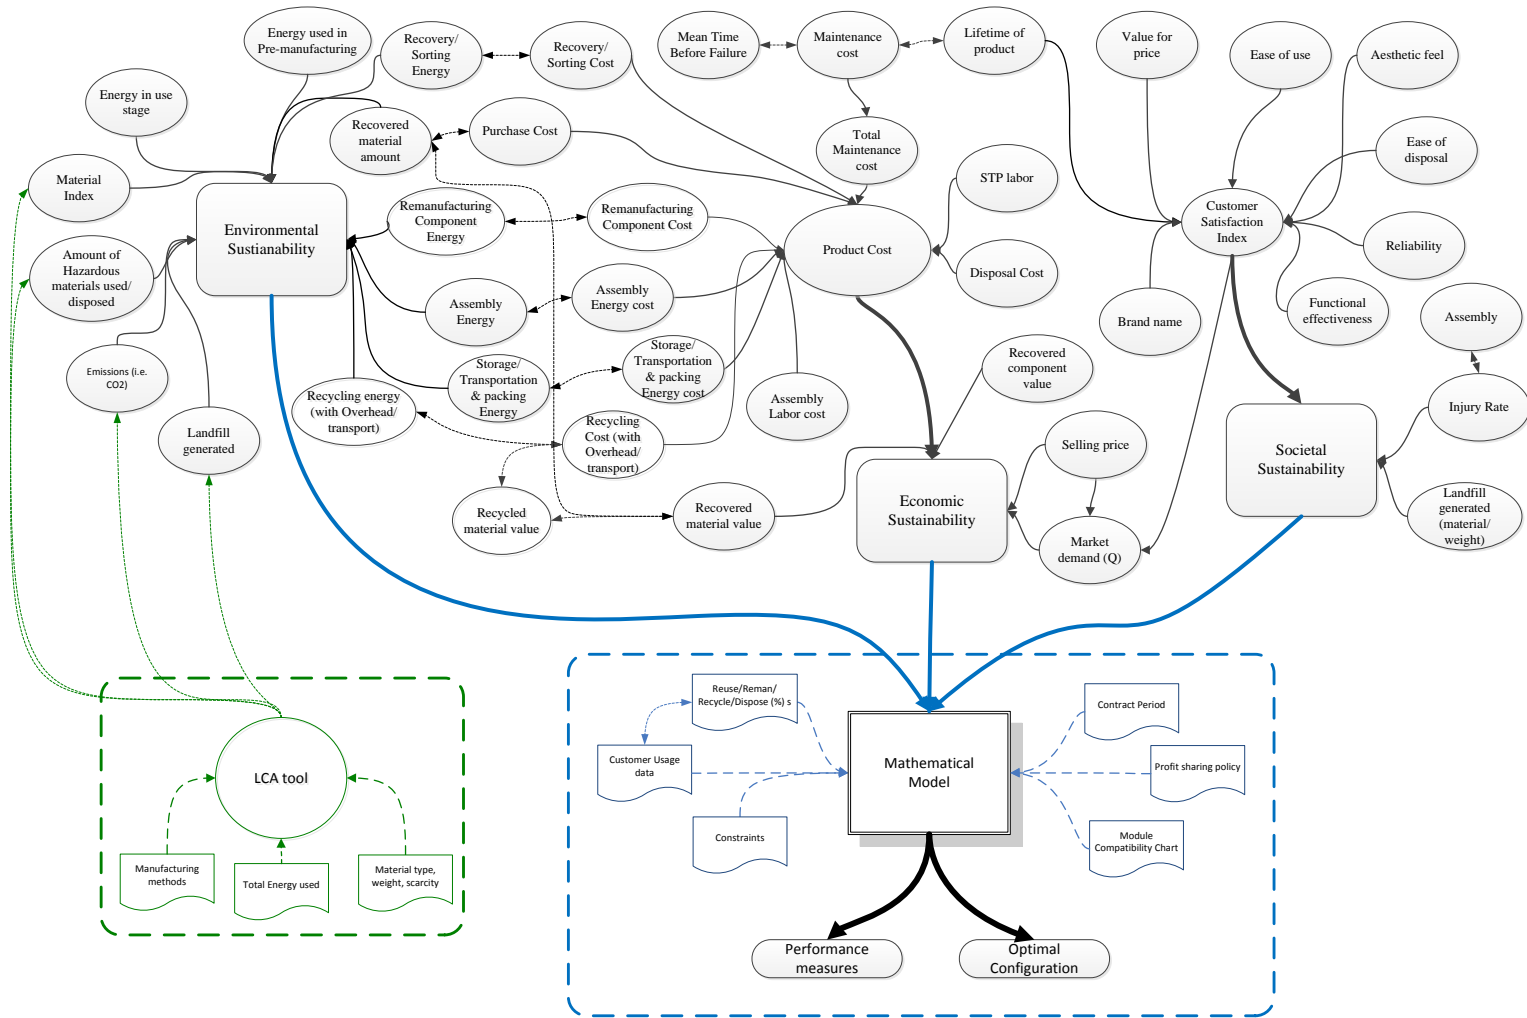 Energy used in
Pre-manufacturing
Recovery/
Sorting
Energy
Recovery/
Sorting Cost
Mean Time
Before Failure
Maintenance
cost
Lifetime of
product
Value for
price
Ease of use
Aesthetic feel
Energy in use
stage
Recovered
material
amount
Purchase Cost
Total
Maintenance
cost
Ease of
disposal
Material
Index
STP labor
Environmental
Sustianability
Remanufacturing
Component
Energy
Remanufacturing
Component Cost
Product Cost
Customer
Satisfaction
Index
Reliability
Amount of
Hazardous
materials used/
disposed
Disposal Cost
Assembly
Energy
Assembly
Energy cost
Brand name
Functional
effectiveness
Assembly
Emissions (i.e.
CO2)
Storage/
Transportation
& packing
Energy
Storage/
Transportation
& packing
Energy cost
Recovered
component
value
Recycling energy
(with Overhead/
transport)
Assembly
Labor cost
Injury Rate
Landfill
generated
Recycling
Cost (with
Overhead/
transport)
Selling price
Societal
Sustainability
Recycled
material value
Recovered
material value
Economic
Sustainability
Market
demand (Q)
Landfill
generated
(material/
weight)
LCA tool
Manufacturing
methods
Total Energy used
Material type,
weight, scarcity
Reuse/Reman/
Recycle/Dispose (%) s
Customer Usage
data
Constraints
Mathematical
Model
Contract Period
Profit sharing policy
Module
Compatibility Chart
Performance
measures
Optimal
Configuration